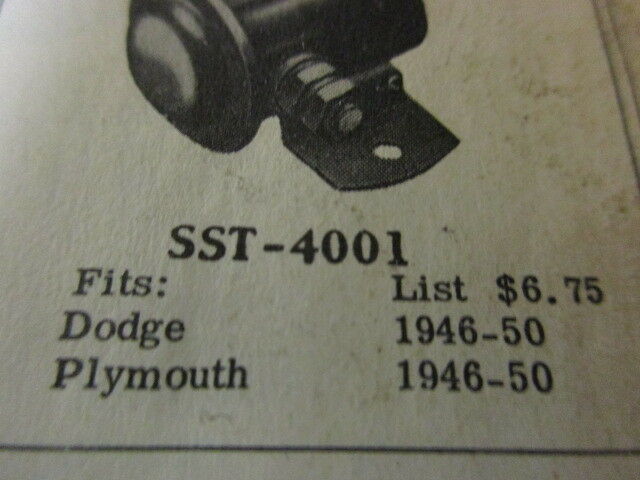 SST-4001
Fits: List $6.75
Dodge 1946-50
Plymouth 1946-50